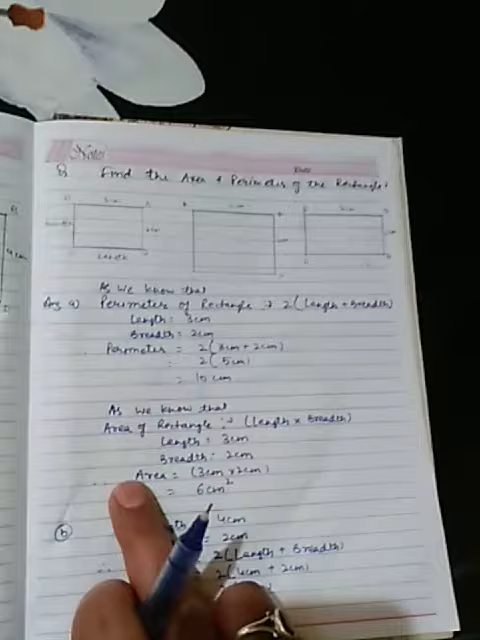 Note:
Q. Find the Area & Perimeter of the Rectangle:
Length
As we know that
Ans a) Perimeter of Rectangle ∵ 2(Length + Breadth)
Length = 3cm
Breadth = 2cm
Perimeter = 2(3cm + 2cm)
= 2(5cm)
= 10cm
As we know that
Area of Rectangle ∵ (Length x Breadth)
Length = 3cm
Breadth = 2cm
Area = (3cm x 2cm)
= 6cm²
(b) 4cm
= 2cm
2(Length + Breadth)
∴ 2(4cm + 2cm)